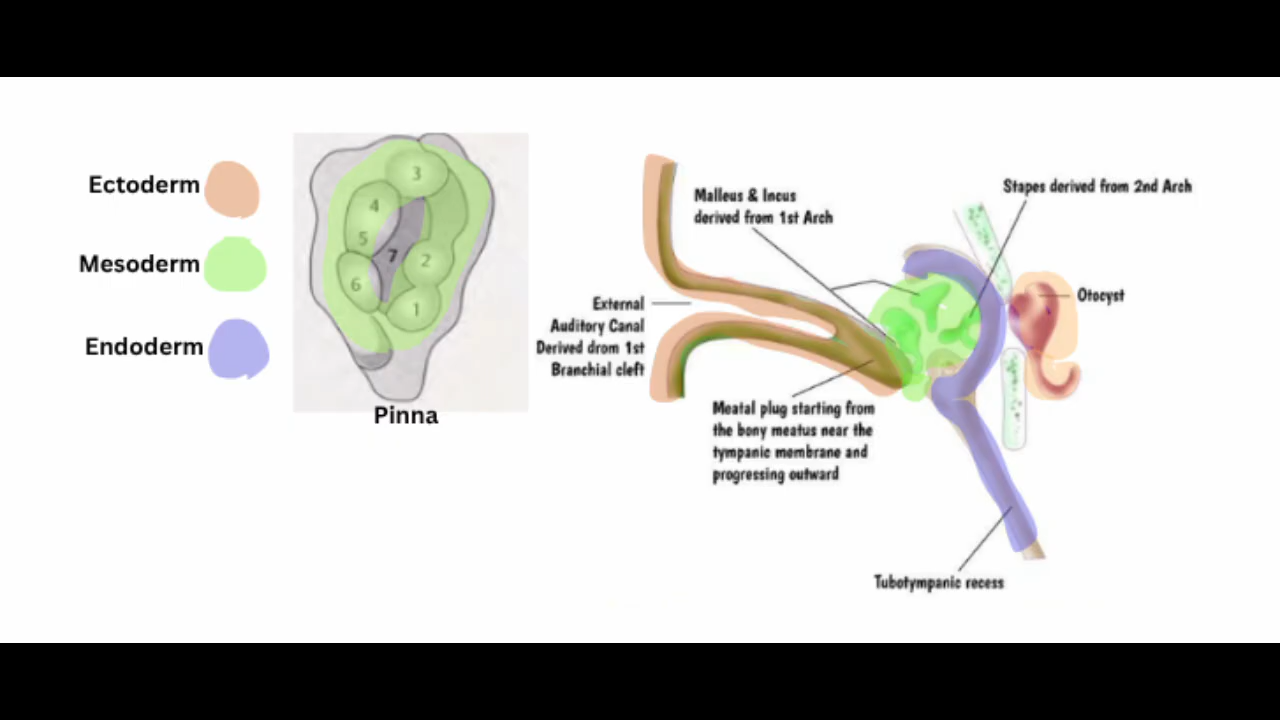 Ectoderm
Mesoderm
Endoderm
3
4
5
7
2
6
1
Pinna
Malleus & Incus
derived from 1st Arch
Stapes derived from 2nd Arch
External
Auditory Canal
Derived drom 1st
Branchial cleft
Otocyst
Meatal plug starting from
the bony meatus near the
tympanic membrane and
progressing outward
Tubotympanic recess